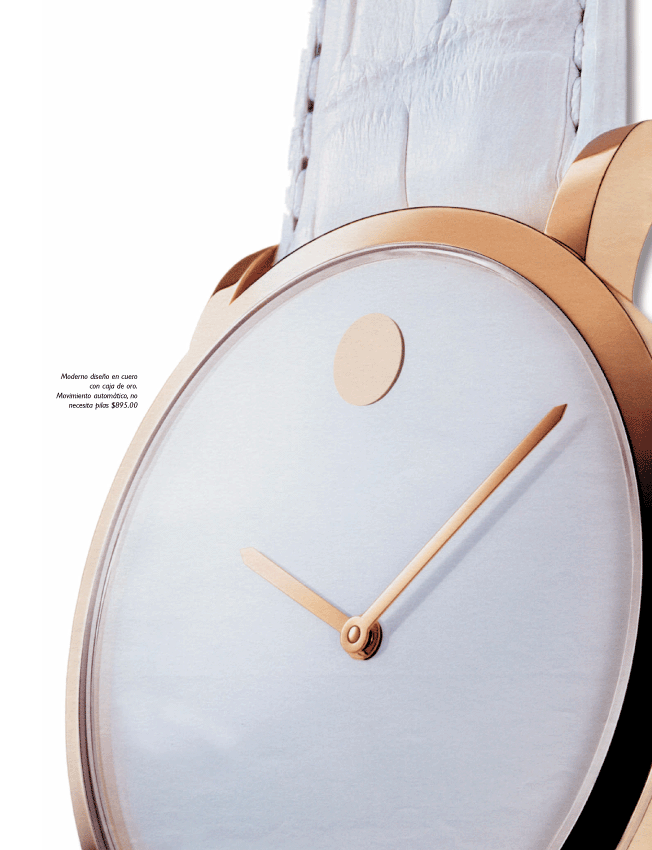 Moderno diseño en cuero
con caja de oro.
Movimiento automático, no
necesita pilas $895.00